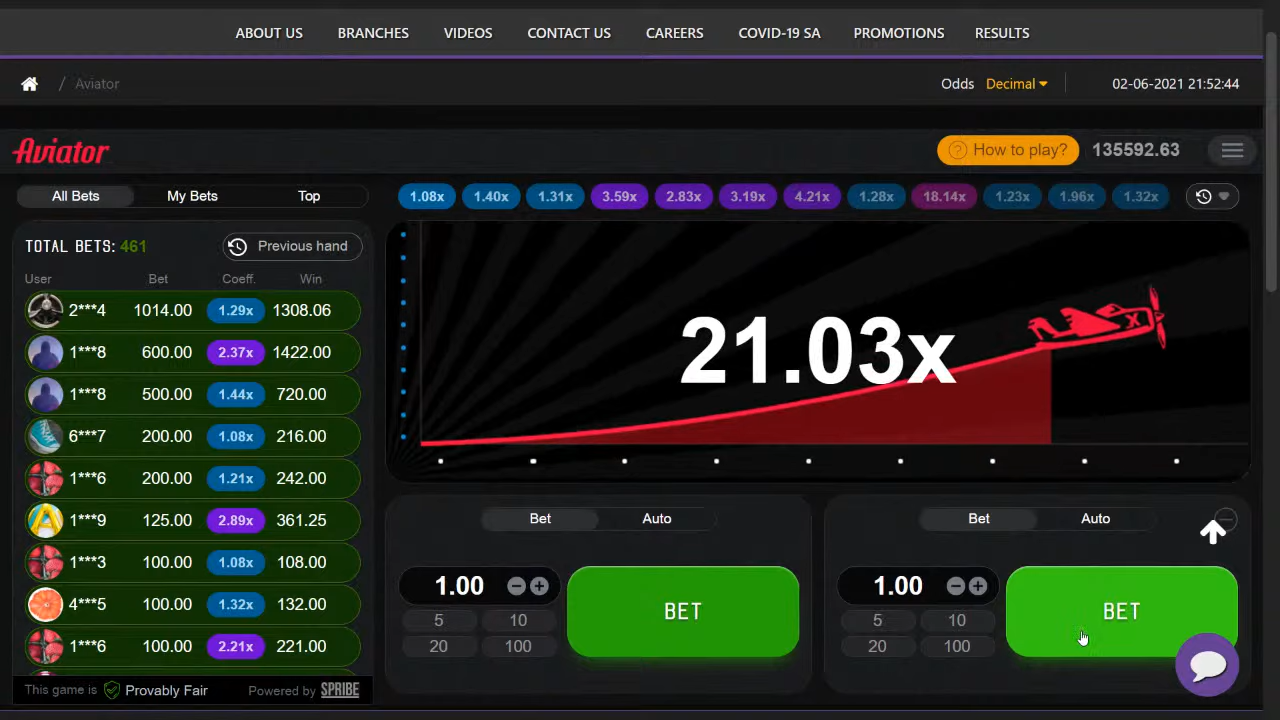 ABOUT US BRANCHES VIDEOS CONTACT US CAREERS COVID-19 SA PROMOTIONS RESULTS
/ Aviator Odds Decimal 02-06-2021 21:52:44
Aviator ? How to play? 135592.63
All Bets My Bets Top
1.08x 1.40x 1.31x 3.59x 2.83x 3.19x 4.21x 1.28x 18.14x 1.23x 1.96x 1.32x
TOTAL BETS: 461 Previous hand
User Bet Coeff. Win
2***4 1014.00 1.29x 1308.06
1***8 600.00 2.37x 1422.00
1***8 500.00 1.44x 720.00
6***7 200.00 1.08x 216.00
1***6 200.00 1.21x 242.00
1***9 125.00 2.89x 361.25
1***3 100.00 1.08x 108.00
4***5 100.00 1.32x 132.00
1***6 100.00 2.21x 221.00
This game is Provably Fair Powered by SPRIBE
21.03x
X
Bet Auto
1.00
5 10
20 100
BET
Bet Auto
1.00
5 10
20 100
BET